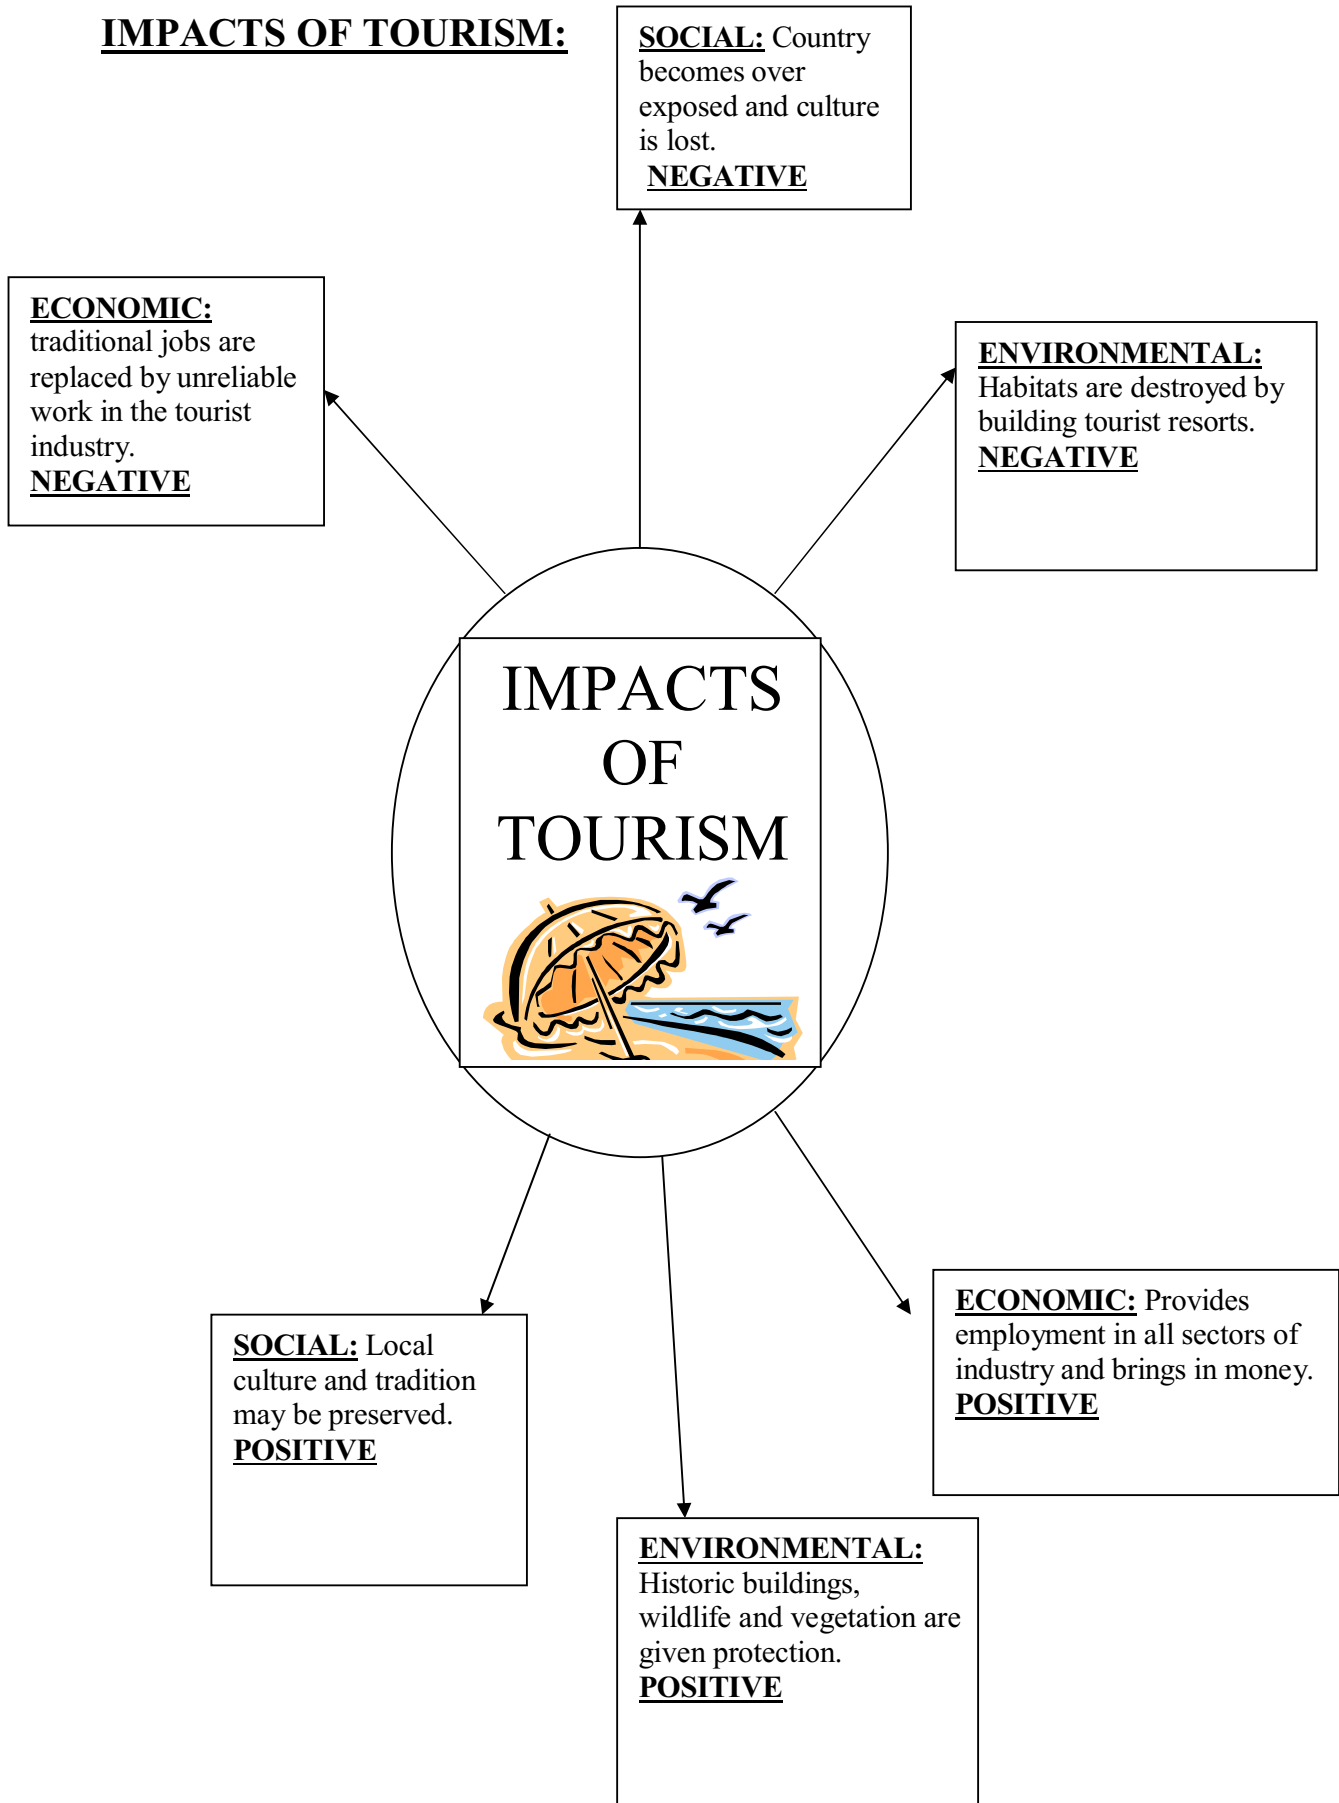 IMPACTS OF TOURISM:
SOCIAL: Country
becomes over
exposed and culture
is lost.
NEGATIVE
ECONOMIC:
traditional jobs are
replaced by unreliable
work in the tourist
industry.
NEGATIVE
ENVIRONMENTAL:
Habitats are destroyed by
building tourist resorts.
NEGATIVE
IMPACTS
OF
TOURISM
SOCIAL: Local
culture and tradition
may be preserved.
POSITIVE
ECONOMIC: Provides
employment in all sectors of
industry and brings in money.
POSITIVE
ENVIRONMENTAL:
Historic buildings,
wildlife and vegetation are
given protection.
POSITIVE